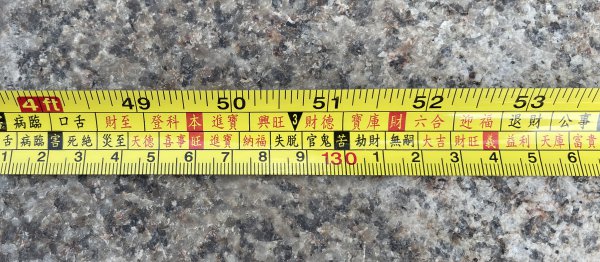 4ft 49 50 51 52 53
病臨 口舌 財至 登科 本 進寶 興旺 3 財德 寶庫 財 六合 迎福 退財 公事
舌 病臨 害 死絶 災至 天德 喜事 旺 進寶 納福 失脱 官鬼 苦 劫財 無嗣 大吉 財旺 義 益利 天庫 富貴
1 2 3 4 5 6 7 8 9 130 1 2 3 4 5 6